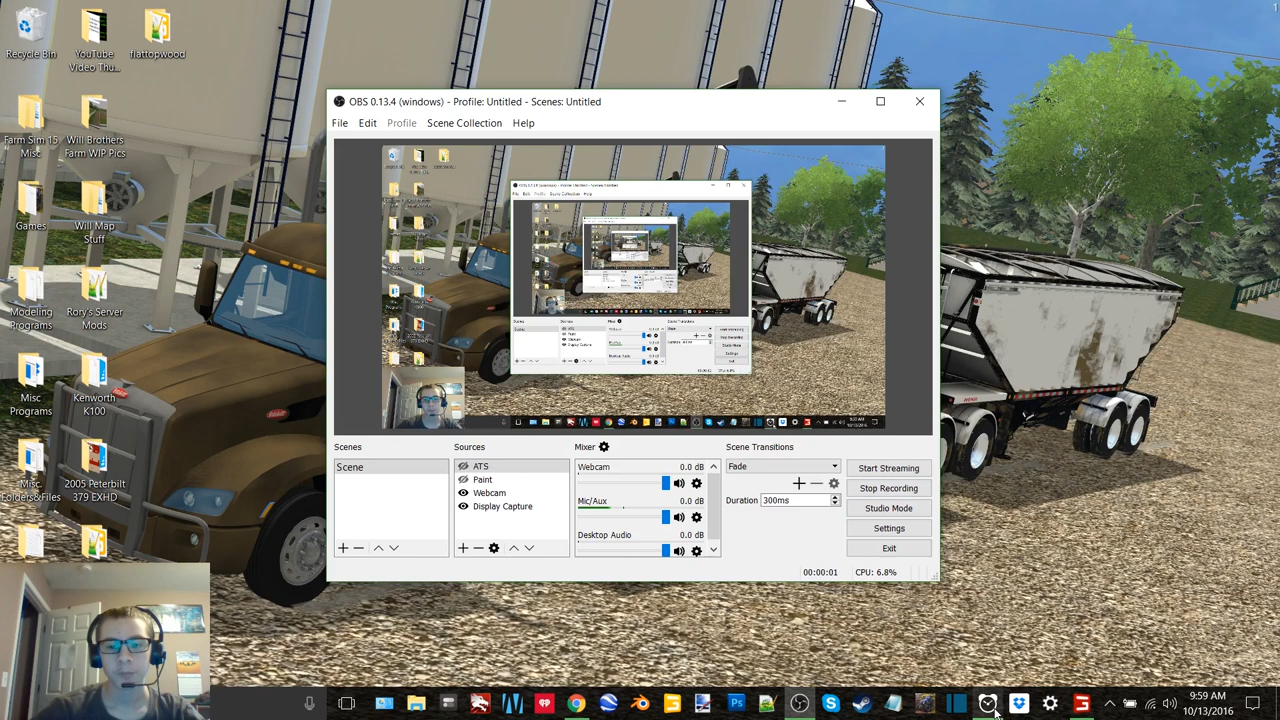 Recycle Bin
YouTube
Video Thu...
flattopwood
Farm Sim 15
Misc
Will Brothers
Farm WIP Pics
Games
Will Map
Stuff
Modeling
Programs
Rory's Server
Mods
Misc
Programs
Kenworth
K100
Misc.
Folders&Files
2005 Peterbilt
379 EXHD
OBS 0.13.4 (windows) - Profile: Untitled - Scenes: Untitled
File Edit Profile Scene Collection Help
Scenes
Scene
Sources
ATS
Paint
Webcam
Display Capture
Mixer
Webcam 0.0 dB
Mic/Aux 0.0 dB
Desktop Audio 0.0 dB
Scene Transitions
Fade
Duration 300ms
Start Streaming
Stop Recording
Studio Mode
Settings
Exit
00:00:01 CPU: 6.8%
9:59 AM
10/13/2016